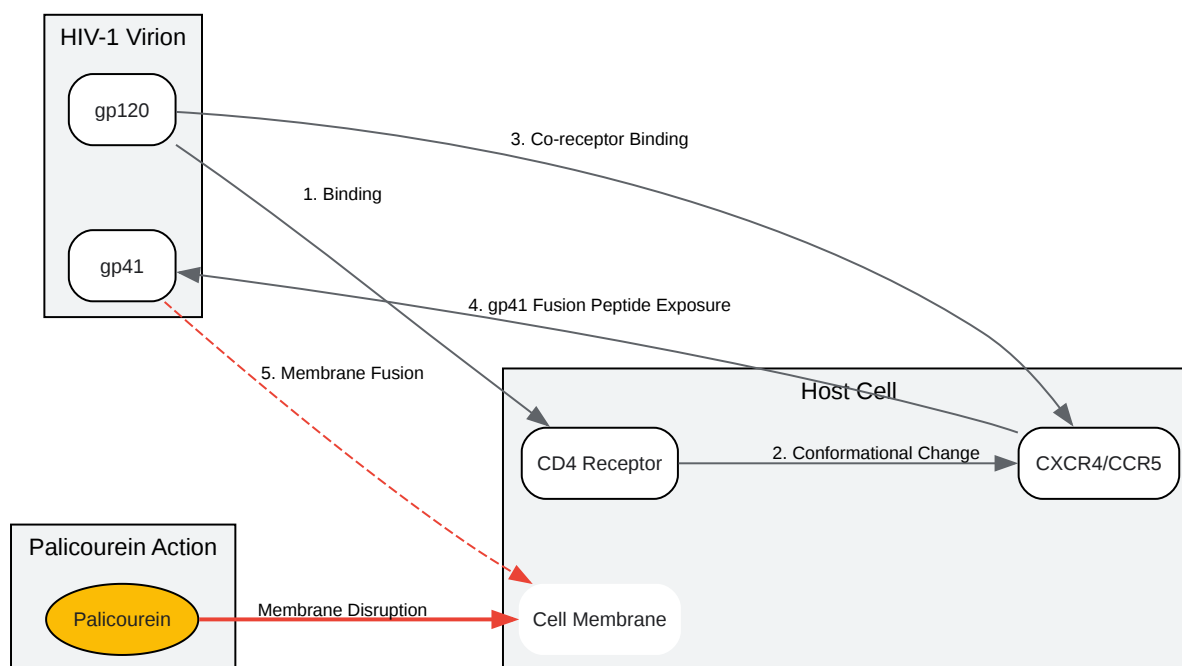 HIV-1 Virion
gp120
3. Co-receptor Binding
1. Binding
gp41
4. gp41 Fusion Peptide Exposure
5. Membrane Fusion
Host Cell
CD4 Receptor
2. Conformational Change
CXCR4/CCR5
Palicourein Action
Palicourein
Membrane Disruption
Cell Membrane